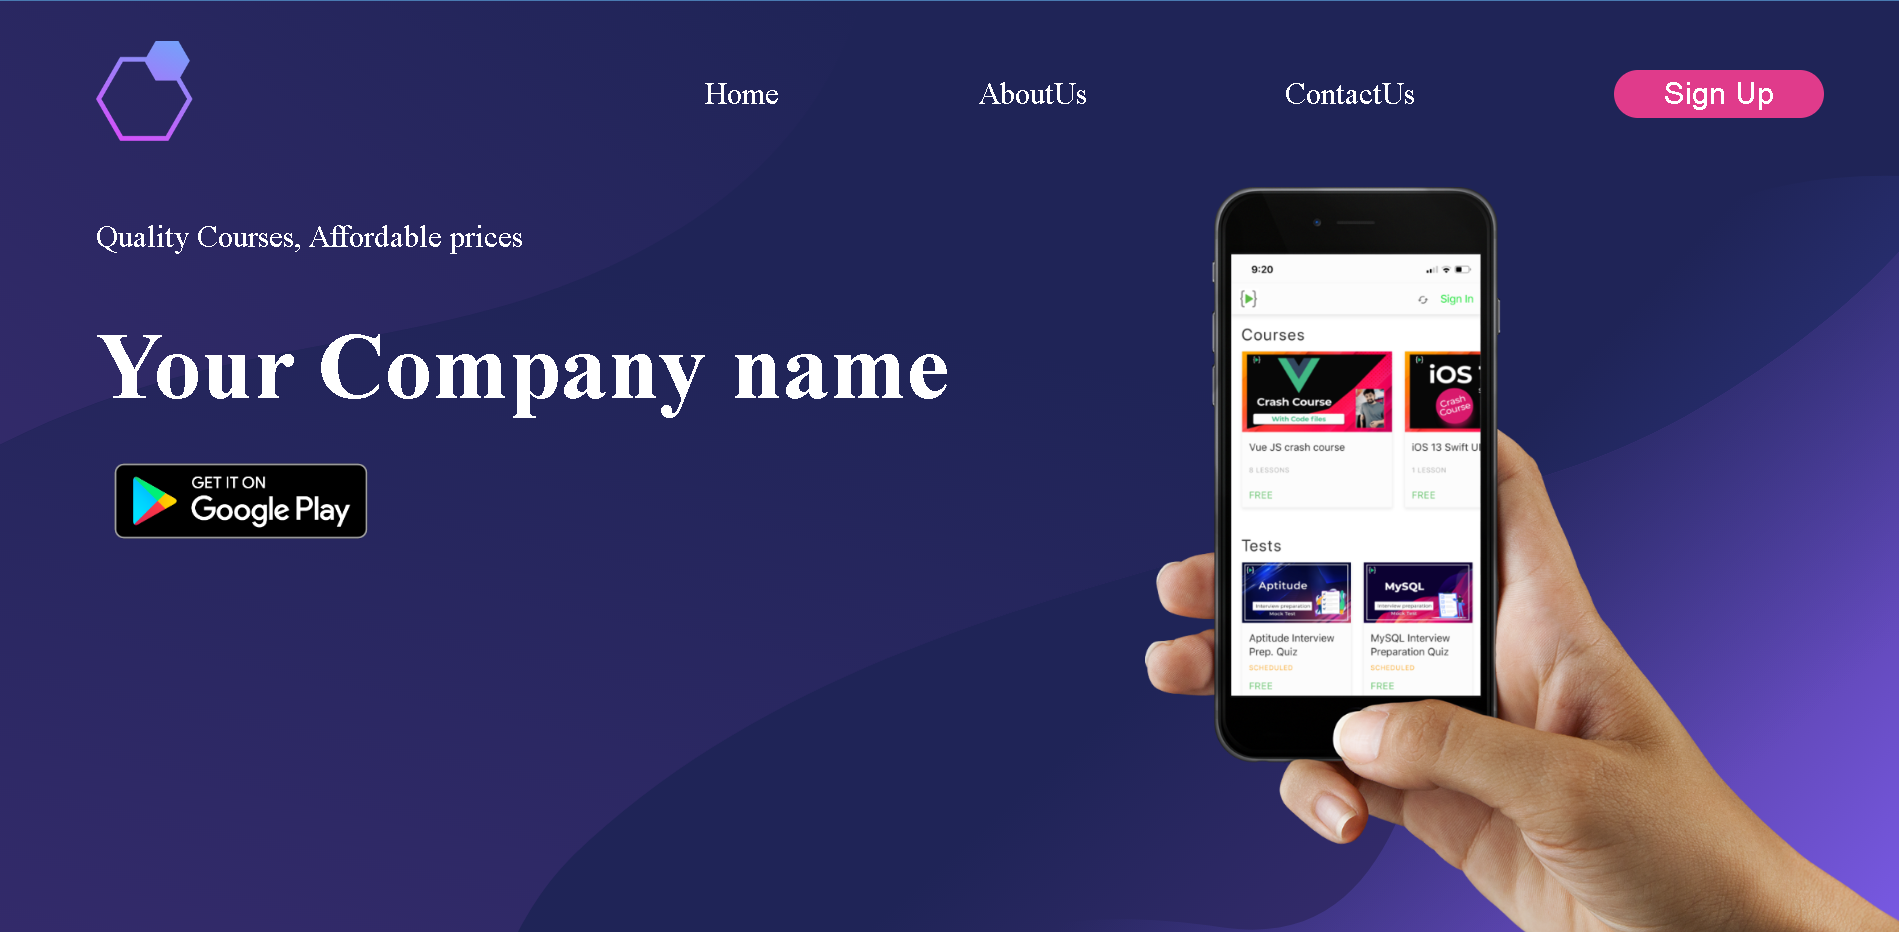 Home
AboutUs
ContactUs
Sign Up
Quality Courses, Affordable prices
Your Company name
GET IT ON
Google Play
9:20
Sign In
Courses
Crash Course
With Code files
iOS
Crash
Course
Vue JS crash course
8 LESSONS
FREE
iOS 13 Swift UI
1 LESSON
FREE
Tests
Aptitude
Interview preparation
Mock Test
MySQL
Interview preparation
Mock Test
Aptitude Interview
Prep. Quiz
SCHEDULED
FREE
MySQL Interview
Preparation Quiz
SCHEDULED
FREE